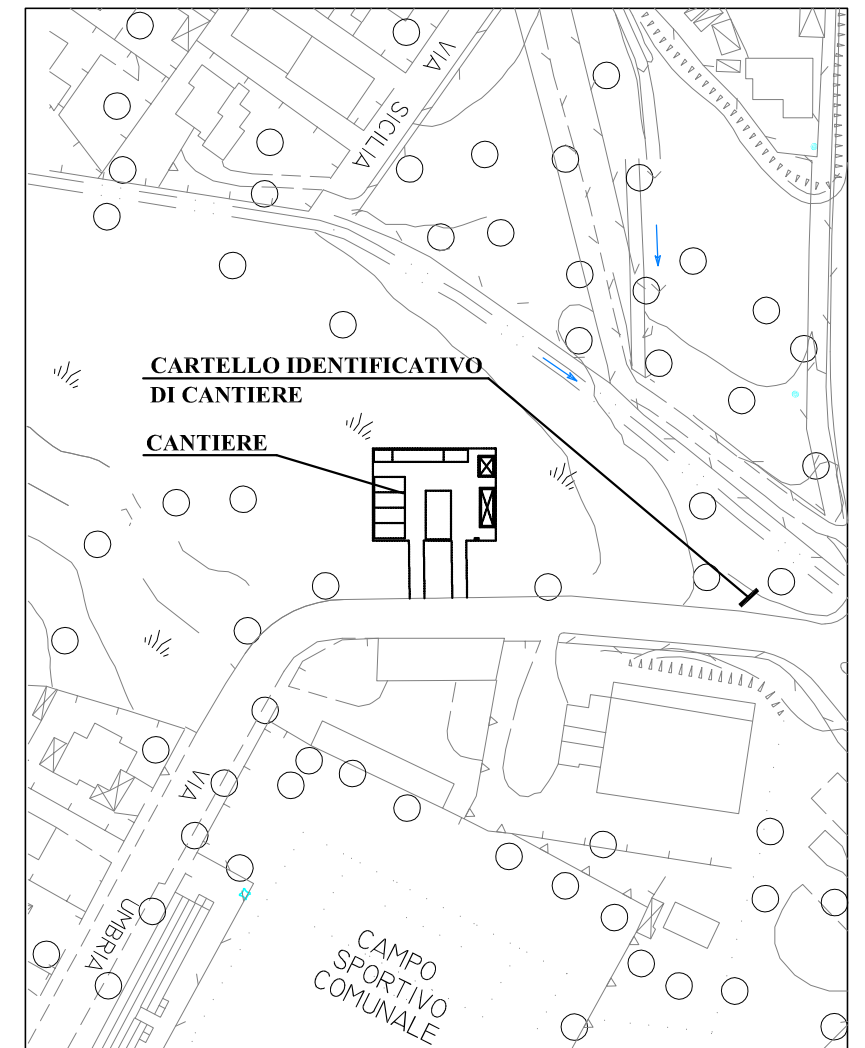 VIA
SICILIA
CARTELLO IDENTIFICATIVO
DI CANTIERE
CANTIERE
VIA
UMBRIA
CAMPO
SPORTIVO
COMUNALE